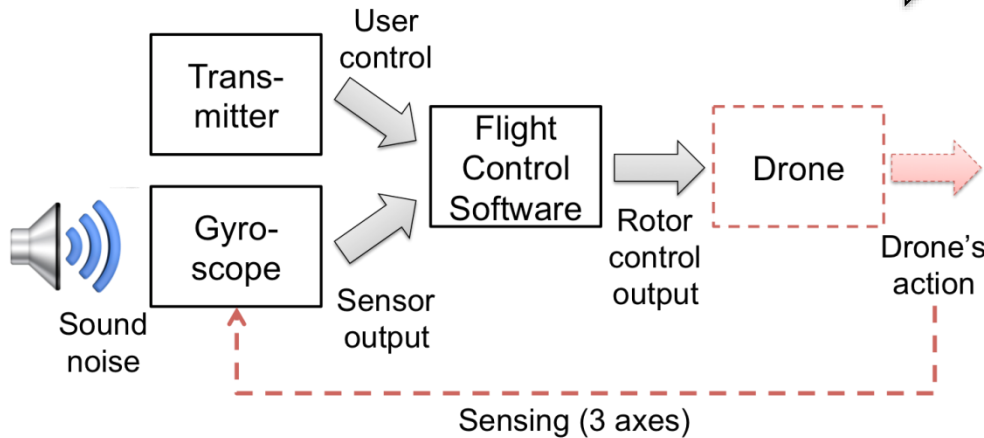 User
control
Trans-
mitter
Flight
Control
Software
Drone
Gyro-
scope
Rotor
control
output
Drone's
action
Sound
noise
Sensor
output
Sensing (3 axes)